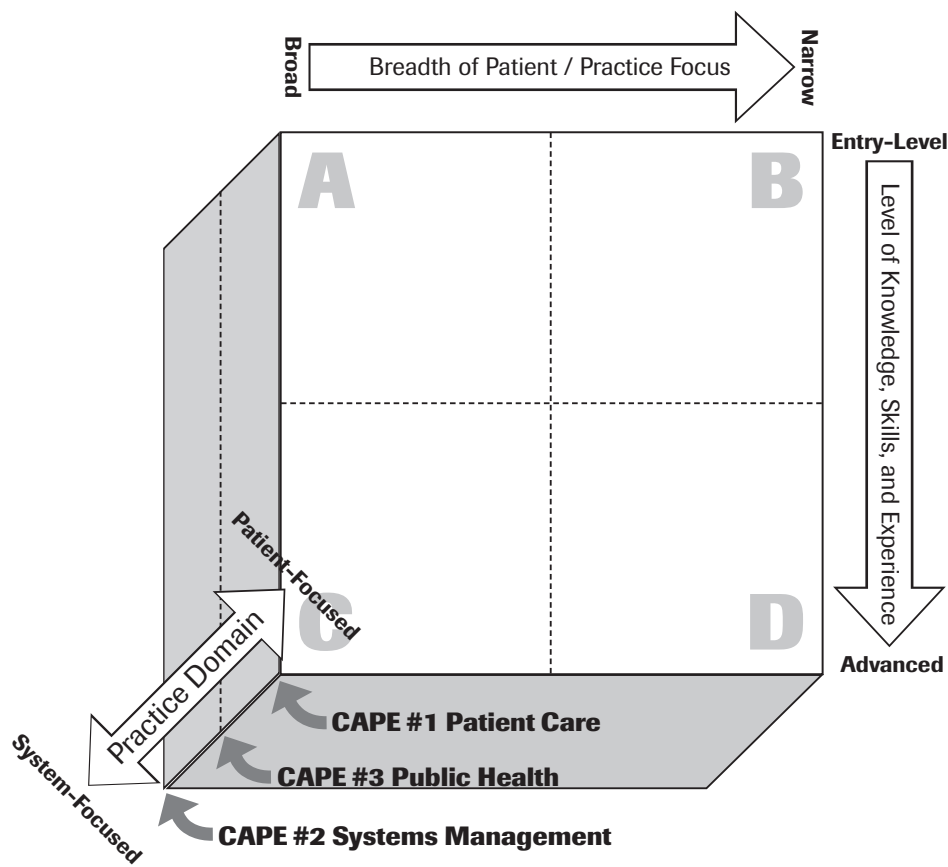 Broad
Breadth of Patient / Practice Focus
Narrow
A
B
Entry-Level
Level of Knowledge, Skills, and Experience
Advanced
Patient-Focused
C
D
Practice Domain
System-Focused
CAPE #1 Patient Care
CAPE #3 Public Health
CAPE #2 Systems Management